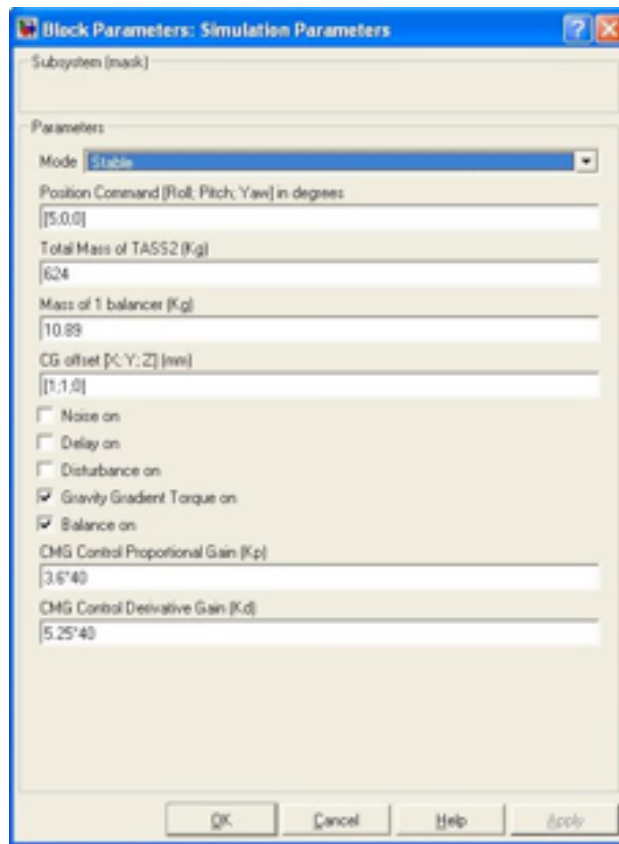 Block Parameters: Simulation Parameters
Subsystem (mask)
Parameters
Mode Stable
Position Command [Roll; Pitch; Yaw] in degrees
[5;0;0]
Total Mass of TASS2 (Kg)
624
Mass of 1 balancer (Kg)
10.89
CG offset [X; Y; Z] (mm)
[1;1;0]
Noise on
Delay on
Disturbance on
Gravity Gradient Torque on
Balance on
CMG Control Proportional Gain (Kp)
3.6*40
CMG Control Derivative Gain (Kd)
5.25*40
OK Cancel Help Apply